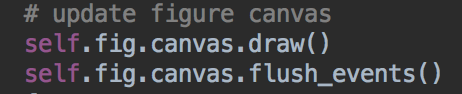 # update figure canvas
self.fig.canvas.draw()
self.fig.canvas.flush_events()